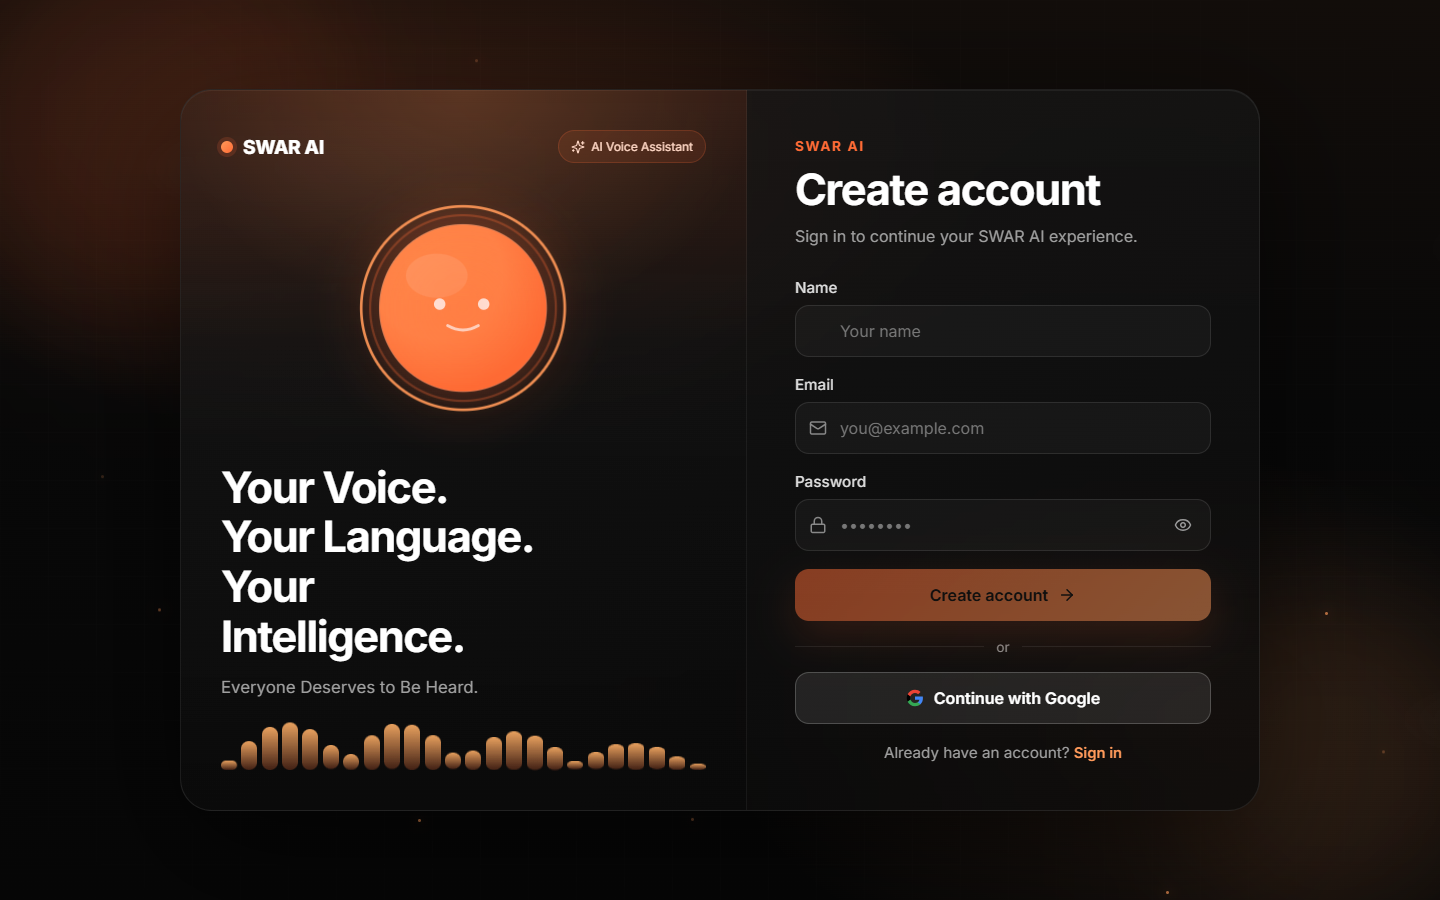 SWAR AI
AI Voice Assistant
Your Voice.
Your Language.
Your
Intelligence.
Everyone Deserves to Be Heard.
SWAR AI
Create account
Sign in to continue your SWAR AI experience.
Name
Your name
Email
you@example.com
Password
••••••••
Create account
or
Continue with Google
Already have an account? Sign in